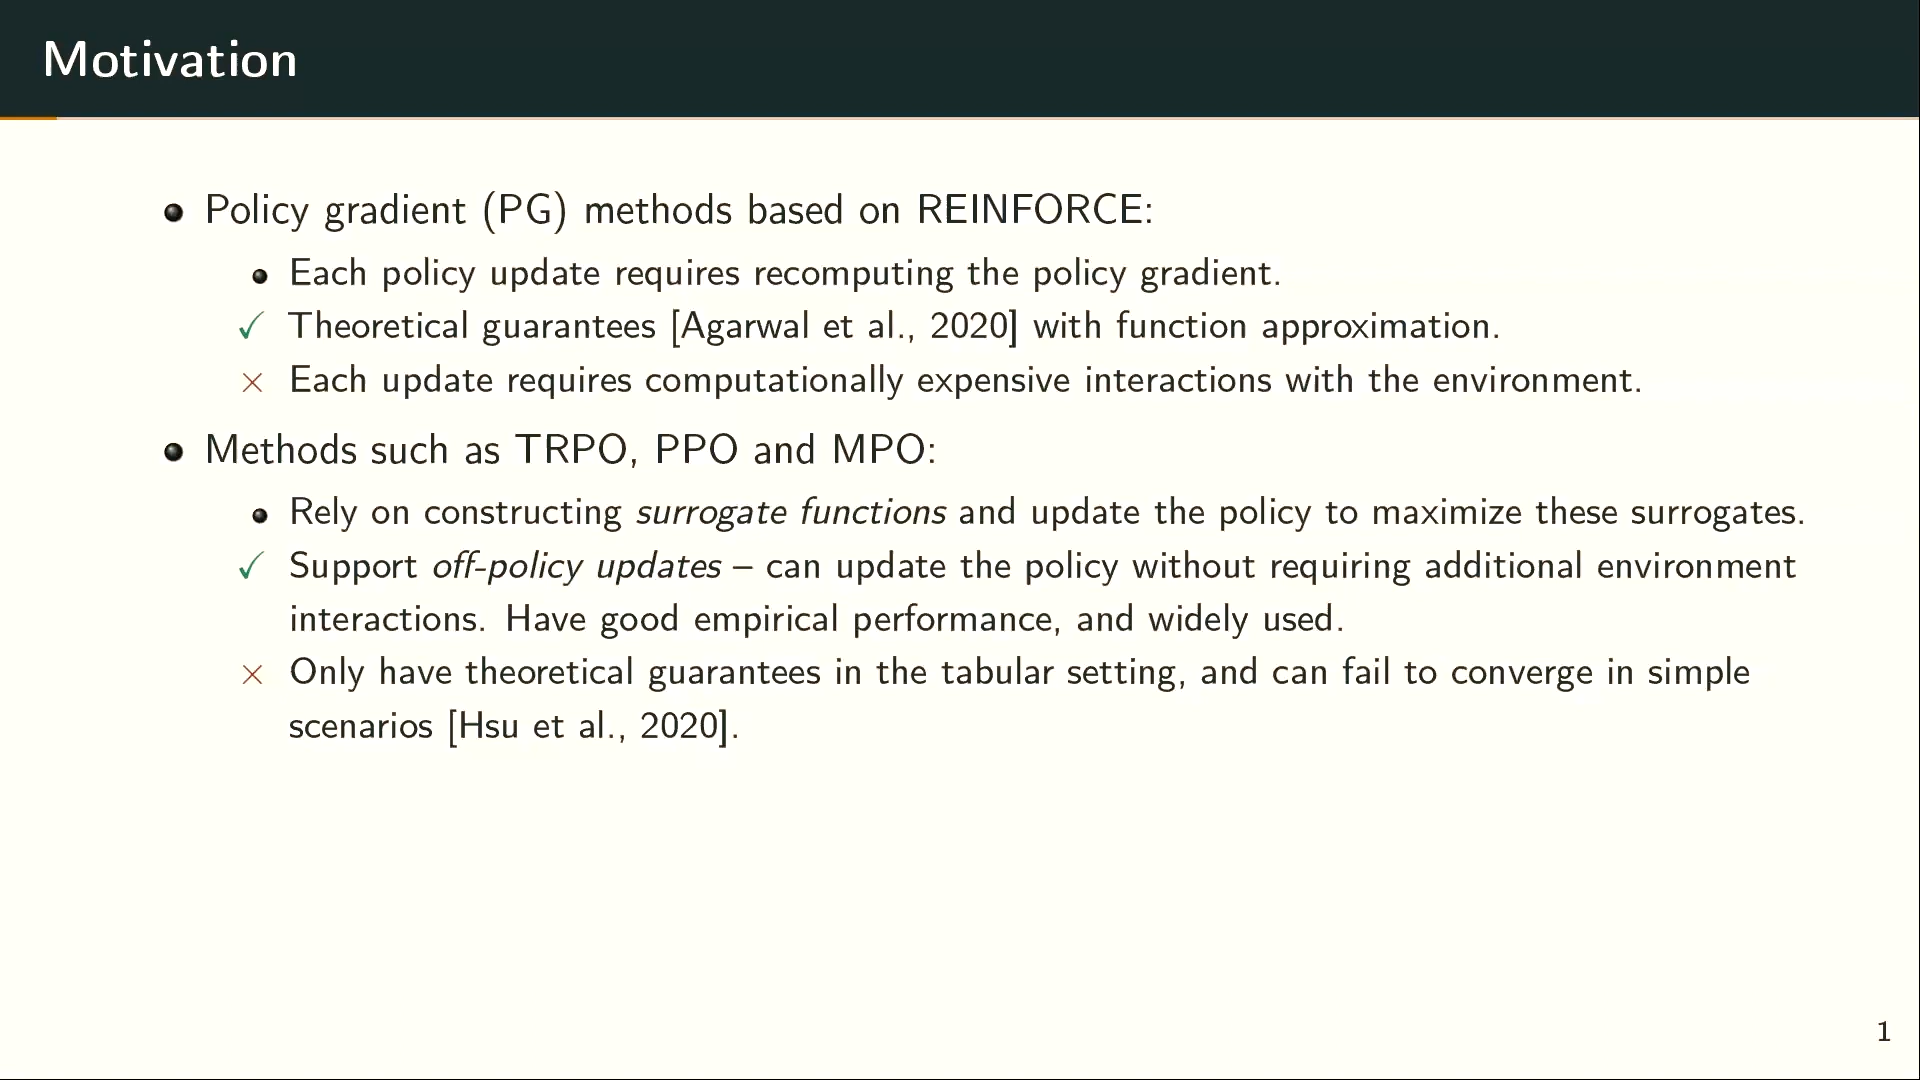 Motivation
• Policy gradient (PG) methods based on REINFORCE:
• Each policy update requires recomputing the policy gradient.
✓ Theoretical guarantees [Agarwal et al., 2020] with function approximation.
× Each update requires computationally expensive interactions with the environment.
• Methods such as TRPO, PPO and MPO:
• Rely on constructing surrogate functions and update the policy to maximize these surrogates.
✓ Support off-policy updates – can update the policy without requiring additional environment
interactions. Have good empirical performance, and widely used.
× Only have theoretical guarantees in the tabular setting, and can fail to converge in simple
scenarios [Hsu et al., 2020].
1